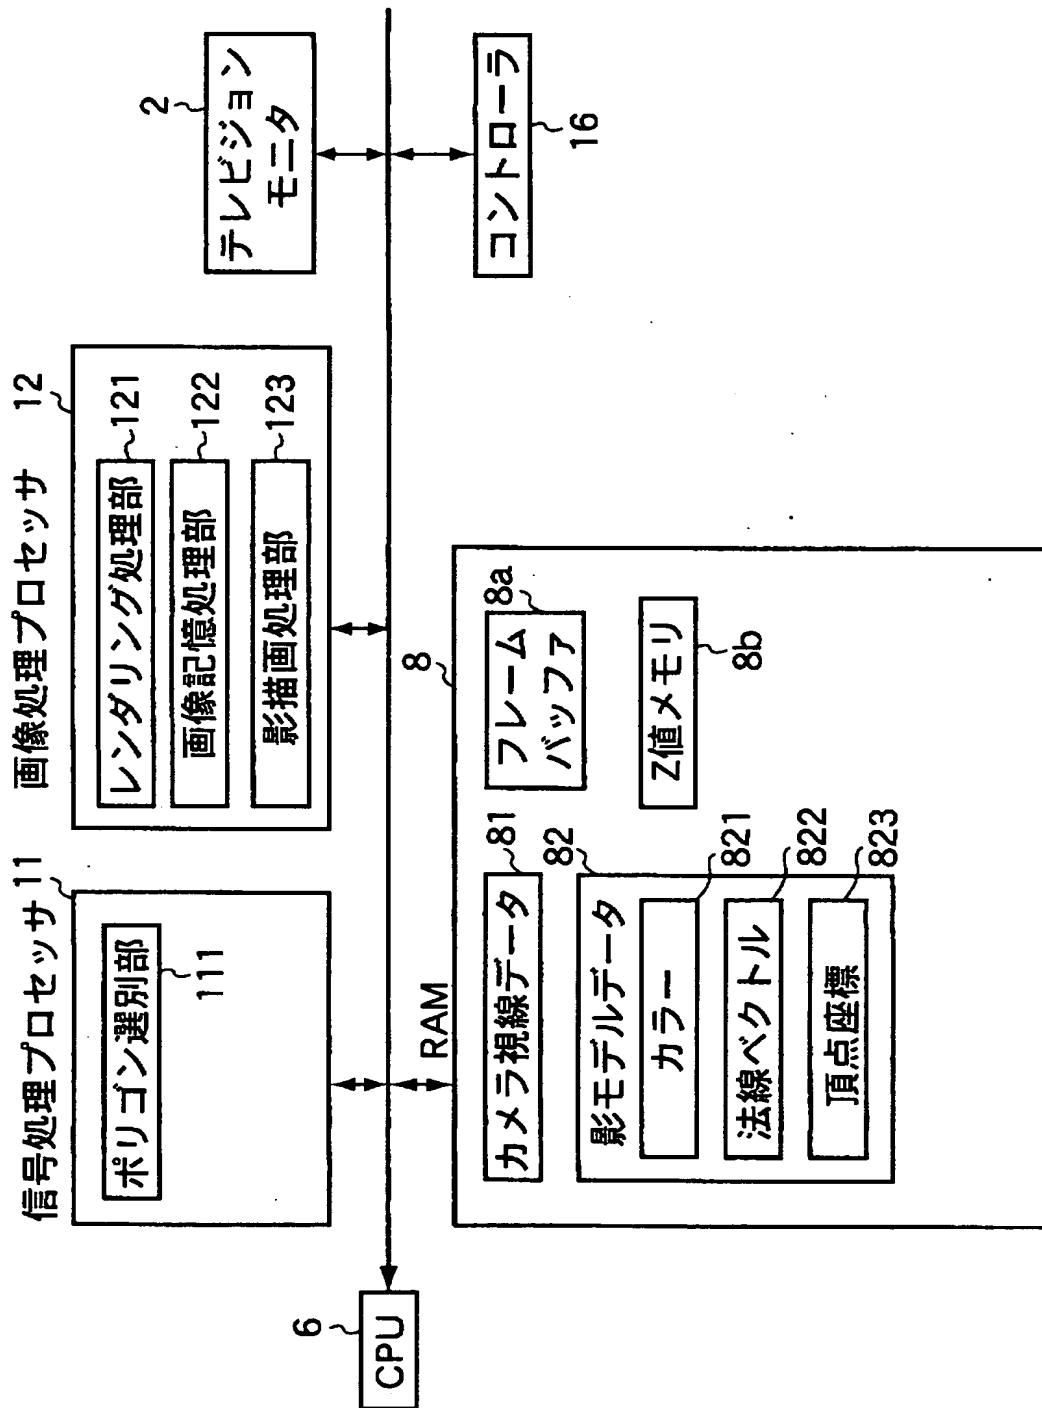 信号処理プロセッサ 11
ポリゴン選別部
111
画像処理プロセッサ 12
レンダリング処理部
121
画像記憶処理部
122
影描画処理部
123
2
テレビジョン
モニタ
6
CPU
コントローラ
16
RAM
8
カメラ視線データ
81
フレーム
バッファ
8a
影モデルデータ
82
カラー
821
法線ベクトル
822
頂点座標
823
Z値メモリ
8b